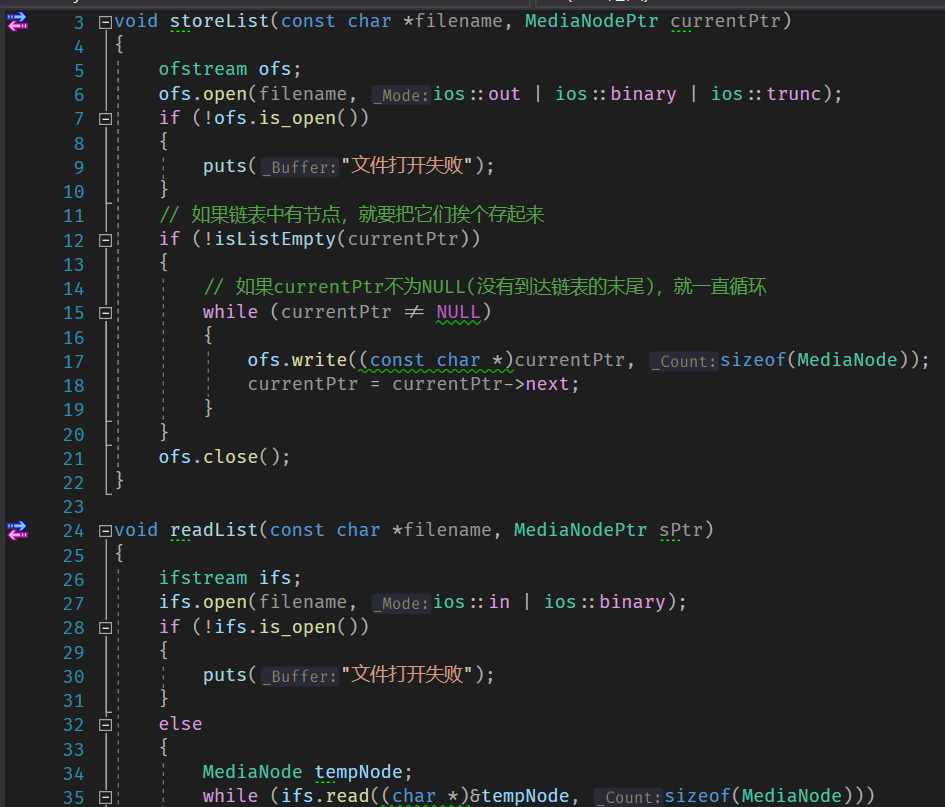 3 void storeList(const char *filename, MediaNodePtr currentPtr)
4 {
5 ofstream ofs;
6 ofs.open(filename, _Mode:ios::out | ios::binary | ios::trunc);
7 if (!ofs.is_open())
8 {
9 puts(_Buffer:"文件打开失败");
10 }
11 // 如果链表中有节点，就要把它们挨个存起来
12 if (!isListEmpty(currentPtr))
13 {
14 // 如果currentPtr不为NULL(没有到达链表的末尾)，就一直循环
15 while (currentPtr ≠ NULL)
16 {
17 ofs.write((const char *)currentPtr, _Count:sizeof(MediaNode));
18 currentPtr = currentPtr->next;
19 }
20 }
21 ofs.close();
22 }
23
24 void readList(const char *filename, MediaNodePtr sPtr)
25 {
26 ifstream ifs;
27 ifs.open(filename, _Mode:ios::in | ios::binary);
28 if (!ifs.is_open())
29 {
30 puts(_Buffer:"文件打开失败");
31 }
32 else
33 {
34 MediaNode tempNode;
35 while (ifs.read((char *)&tempNode, _Count:sizeof(MediaNode)))